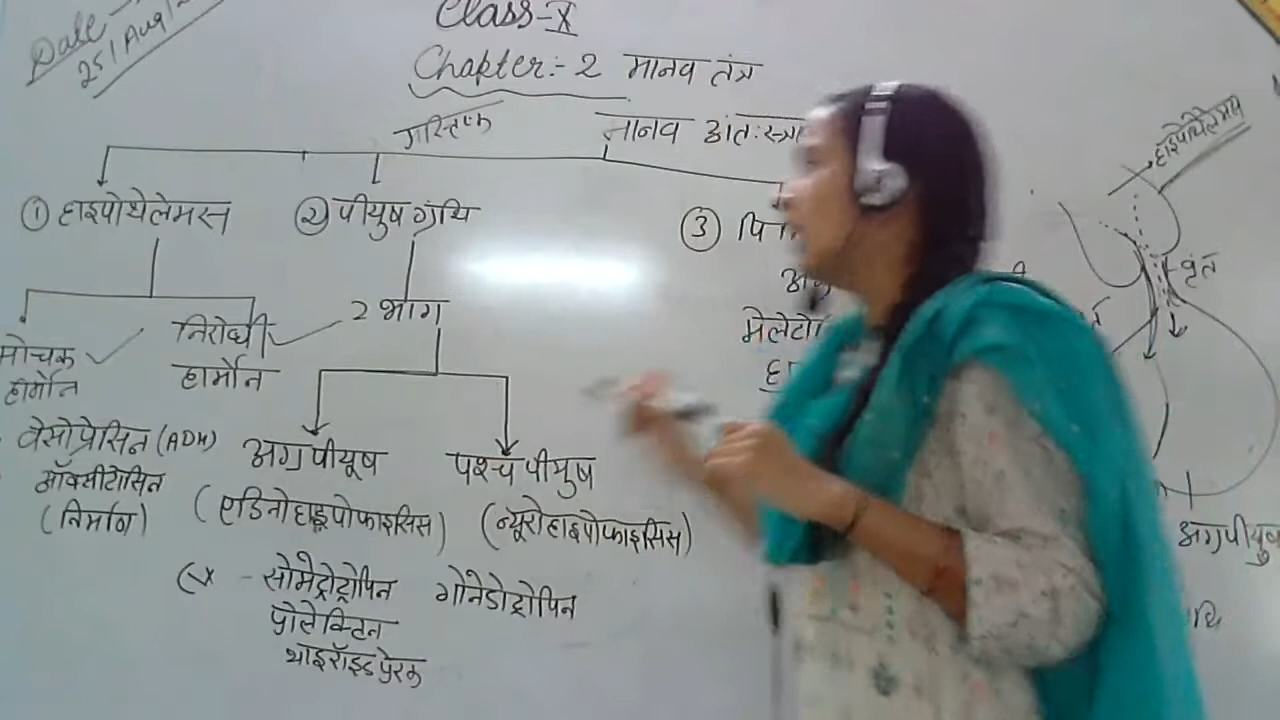 Date
25/Aug/
Class-X
Chapter:- 2 मानव तंत्र
मस्तिष्क मानव अंतःस्त्रा
① हाइपोथेलेमस ② पीयुष ग्रंथि ③
मोचक हार्मोन
निरोधी हार्मोन
2 भाग
वेसोप्रेसिन (ADH)
ऑक्सीटोसिन
(निर्माण)
अग्र पीयूष
(एडिनोहाइपोफाइसिस)
पश्च पीयुष
(न्यूरोहाइपोफाइसिस)
सोमेट्रोट्रोपिन गोनेडोट्रोपिन
प्रोलेक्टिन
थाइरॉइड प्रेरक
मेलेटो
हाइपोथैलेमस
वृंत
अग्रपीयुष